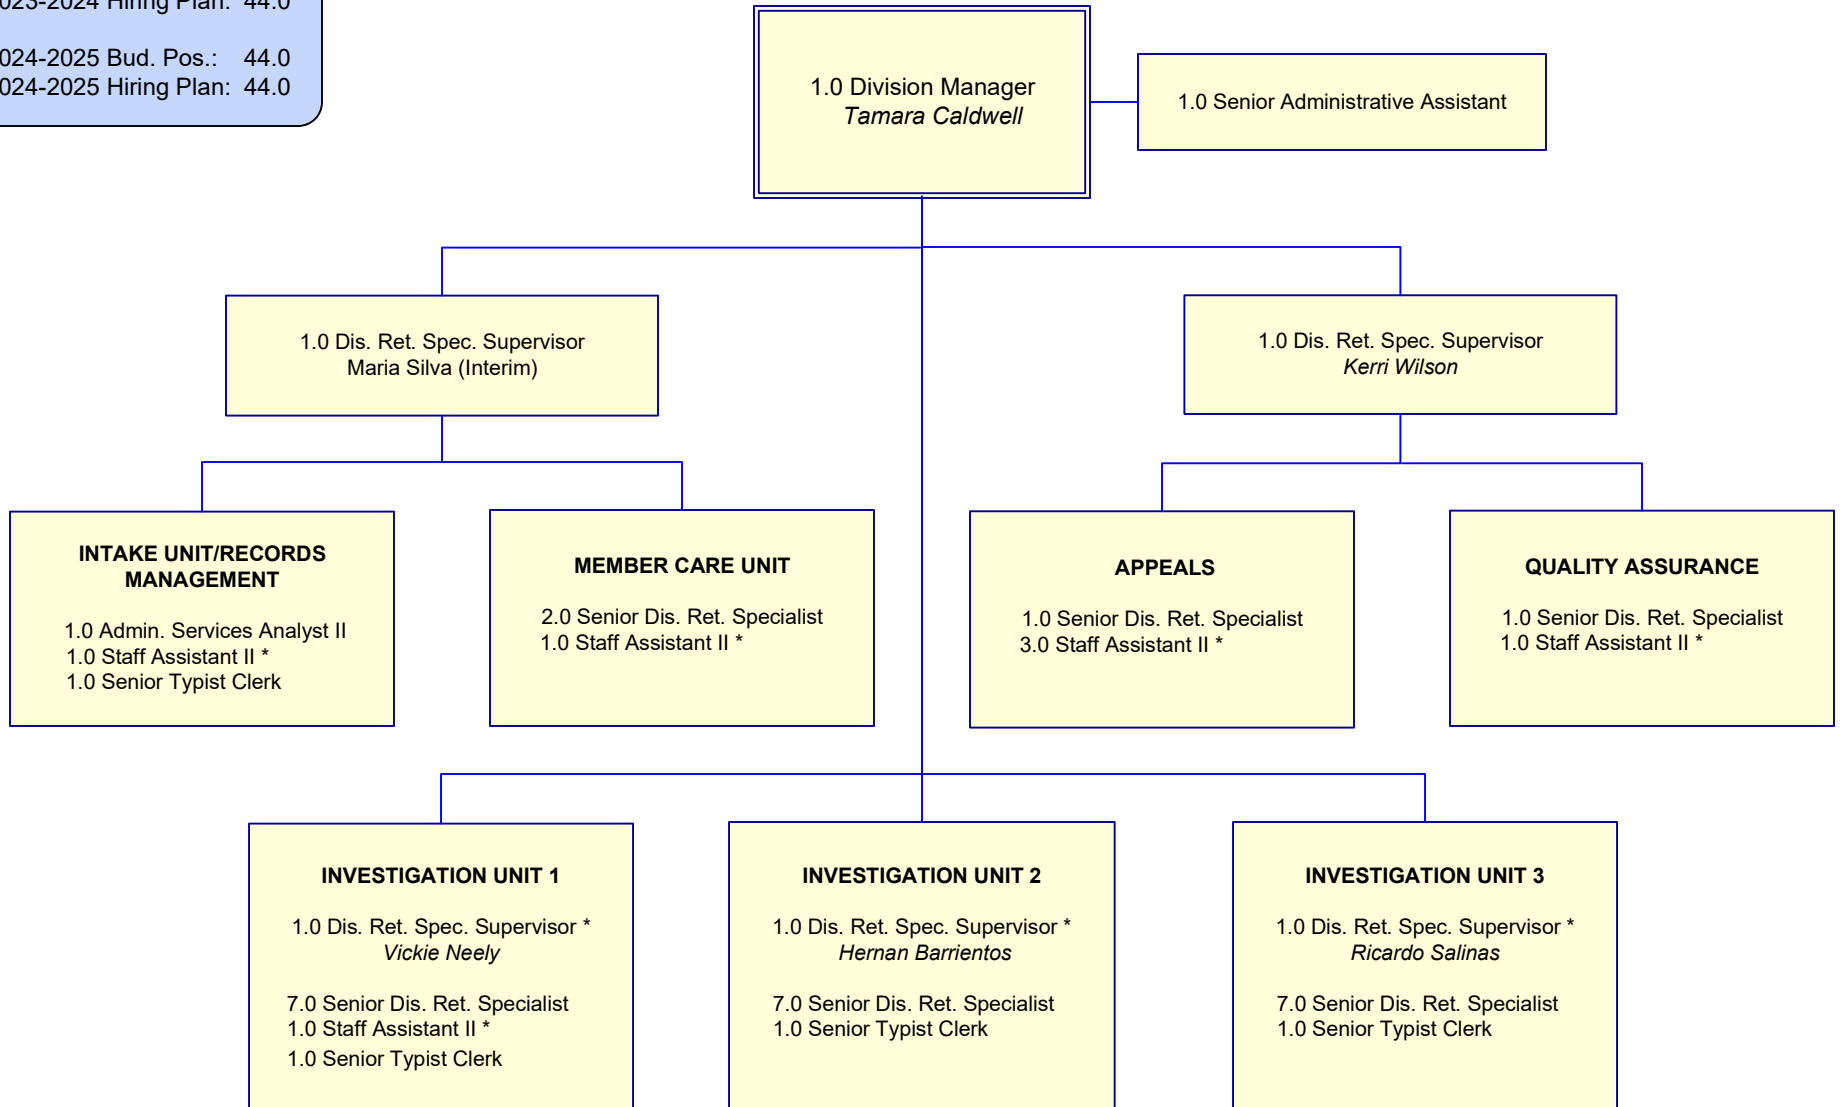 023-2024 Hiring Plan: 44.0
024-2025 Bud. Pos.: 44.0
024-2025 Hiring Plan: 44.0
1.0 Division Manager
Tamara Caldwell
1.0 Senior Administrative Assistant
1.0 Dis. Ret. Spec. Supervisor
Maria Silva (Interim)
1.0 Dis. Ret. Spec. Supervisor
Kerri Wilson
INTAKE UNIT/RECORDS
MANAGEMENT
1.0 Admin. Services Analyst II
1.0 Staff Assistant II *
1.0 Senior Typist Clerk
MEMBER CARE UNIT
2.0 Senior Dis. Ret. Specialist
1.0 Staff Assistant II *
APPEALS
1.0 Senior Dis. Ret. Specialist
3.0 Staff Assistant II *
QUALITY ASSURANCE
1.0 Senior Dis. Ret. Specialist
1.0 Staff Assistant II *
INVESTIGATION UNIT 1
1.0 Dis. Ret. Spec. Supervisor *
Vickie Neely
7.0 Senior Dis. Ret. Specialist
1.0 Staff Assistant II *
1.0 Senior Typist Clerk
INVESTIGATION UNIT 2
1.0 Dis. Ret. Spec. Supervisor *
Hernan Barrientos
7.0 Senior Dis. Ret. Specialist
1.0 Senior Typist Clerk
INVESTIGATION UNIT 3
1.0 Dis. Ret. Spec. Supervisor *
Ricardo Salinas
7.0 Senior Dis. Ret. Specialist
1.0 Senior Typist Clerk